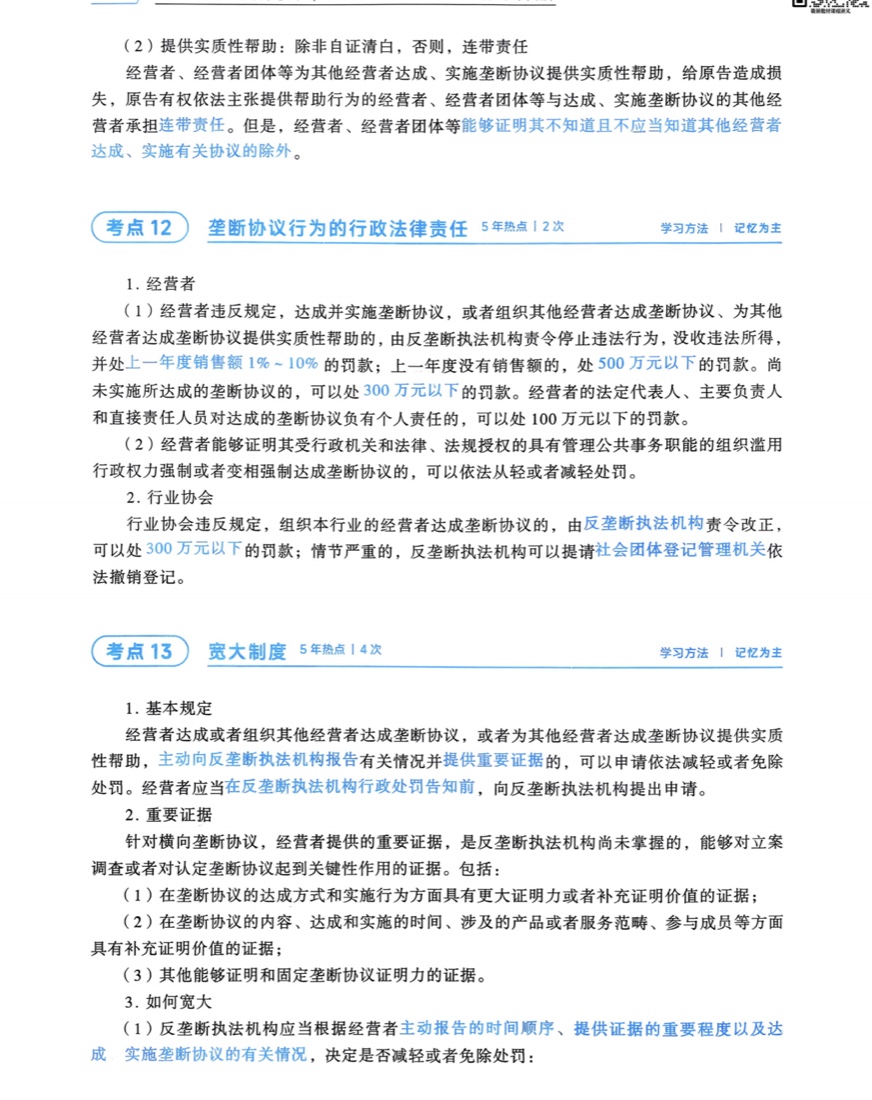 （2）提供实质性帮助：除非自证清白，否则，连带责任
经营者、经营者团体等为其他经营者达成、实施垄断协议提供实质性帮助，给原告造成损
失，原告有权依法主张提供帮助行为的经营者、经营者团体等与达成、实施垄断协议的其他经
营者承担连带责任。但是，经营者、经营者团体等能够证明其不知道且不应当知道其他经营者
达成、实施有关协议的除外。
考点 12 垄断协议行为的行政法律责任 5 年热点 | 2 次 学习方法 | 记忆为主
1. 经营者
（1）经营者违反规定，达成并实施垄断协议，或者组织其他经营者达成垄断协议、为其他
经营者达成垄断协议提供实质性帮助的，由反垄断执法机构责令停止违法行为，没收违法所得，
并处上一年度销售额 1% ~ 10% 的罚款；上一年度没有销售额的，处 500 万元以下的罚款。尚
未实施所达成的垄断协议的，可以处 300 万元以下的罚款。经营者的法定代表人、主要负责人
和直接责任人员对达成的垄断协议负有个人责任的，可以处 100 万元以下的罚款。
（2）经营者能够证明其受行政机关和法律、法规授权的具有管理公共事务职能的组织滥用
行政权力强制或者变相强制达成垄断协议的，可以依法从轻或者减轻处罚。
2. 行业协会
行业协会违反规定，组织本行业的经营者达成垄断协议的，由反垄断执法机构责令改正，
可以处 300 万元以下的罚款；情节严重的，反垄断执法机构可以提请社会团体登记管理机关依
法撤销登记。
考点 13 宽大制度 5 年热点 | 4 次 学习方法 | 记忆为主
1. 基本规定
经营者达成或者组织其他经营者达成垄断协议，或者为其他经营者达成垄断协议提供实质
性帮助，主动向反垄断执法机构报告有关情况并提供重要证据的，可以申请依法减轻或者免除
处罚。经营者应当在反垄断执法机构行政处罚告知前，向反垄断执法机构提出申请。
2. 重要证据
针对横向垄断协议，经营者提供的重要证据，是反垄断执法机构尚未掌握的，能够对立案
调查或者对认定垄断协议起到关键性作用的证据。包括：
（1）在垄断协议的达成方式和实施行为方面具有更大证明力或者补充证明价值的证据；
（2）在垄断协议的内容、达成和实施的时间、涉及的产品或者服务范畴、参与成员等方面
具有补充证明价值的证据；
（3）其他能够证明和固定垄断协议证明力的证据。
3. 如何宽大
（1）反垄断执法机构应当根据经营者主动报告的时间顺序、提供证据的重要程度以及达
成 实施垄断协议的有关情况，决定是否减轻或者免除处罚：